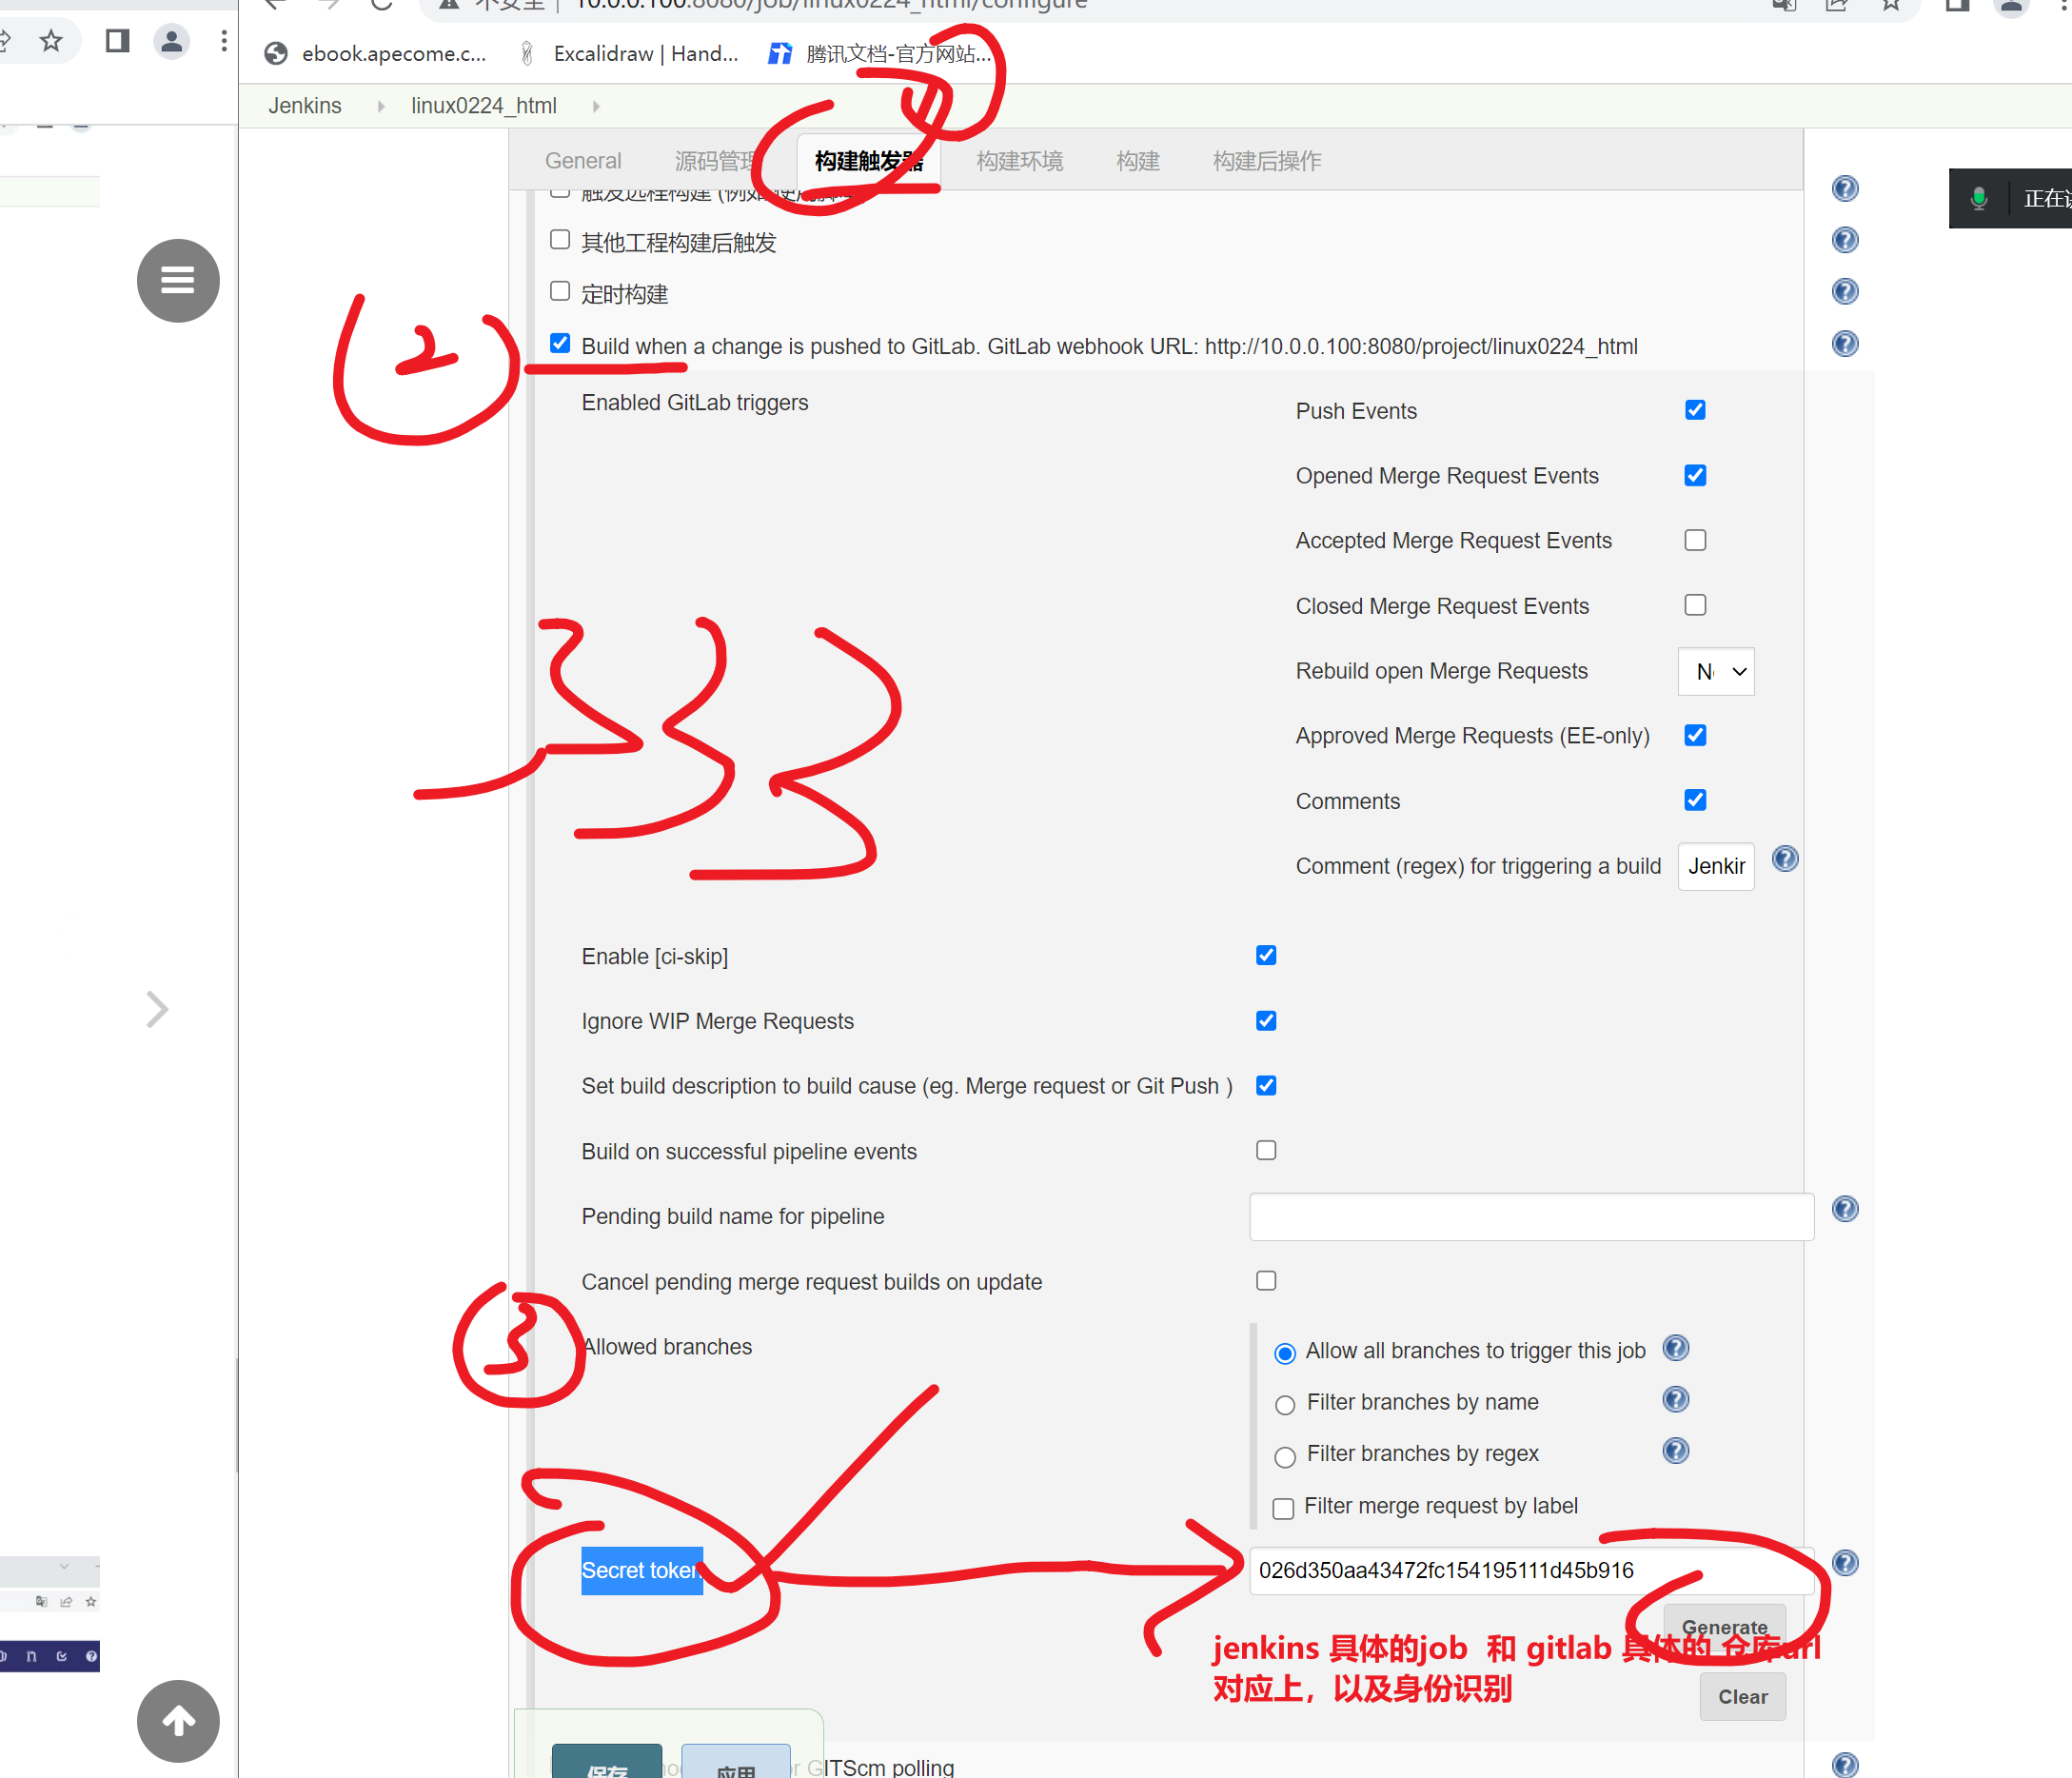 不安全 | 10.0.0.100:8080/job/linux0224_html/configure
ebook.apecome.c... Excalidraw | Hand... 腾讯文档-官方网站...
Jenkins linux0224_html
General 源码管理 构建触发器 构建环境 构建 构建后操作
触发远程构建 (例如,使用脚本)
正在讲
其他工程构建后触发
定时构建
2
Build when a change is pushed to GitLab. GitLab webhook URL: http://10.0.0.100:8080/project/linux0224_html
Enabled GitLab triggers
Push Events
Opened Merge Request Events
Accepted Merge Request Events
Closed Merge Request Events
Rebuild open Merge Requests
Approved Merge Requests (EE-only)
Comments
Comment (regex) for triggering a build Jenkin
Enable [ci-skip]
Ignore WIP Merge Requests
Set build description to build cause (eg. Merge request or Git Push )
Build on successful pipeline events
Pending build name for pipeline
Cancel pending merge request builds on update
3
Allowed branches
Allow all branches to trigger this job
Filter branches by name
Filter branches by regex
Filter merge request by label
Secret token 026d350aa43472fc154195111d45b916
Generate
jenkins 具体的job 和 gitlab 具体的 仓库url
对应上，以及身份识别
Clear
保存 应用 GITScm polling